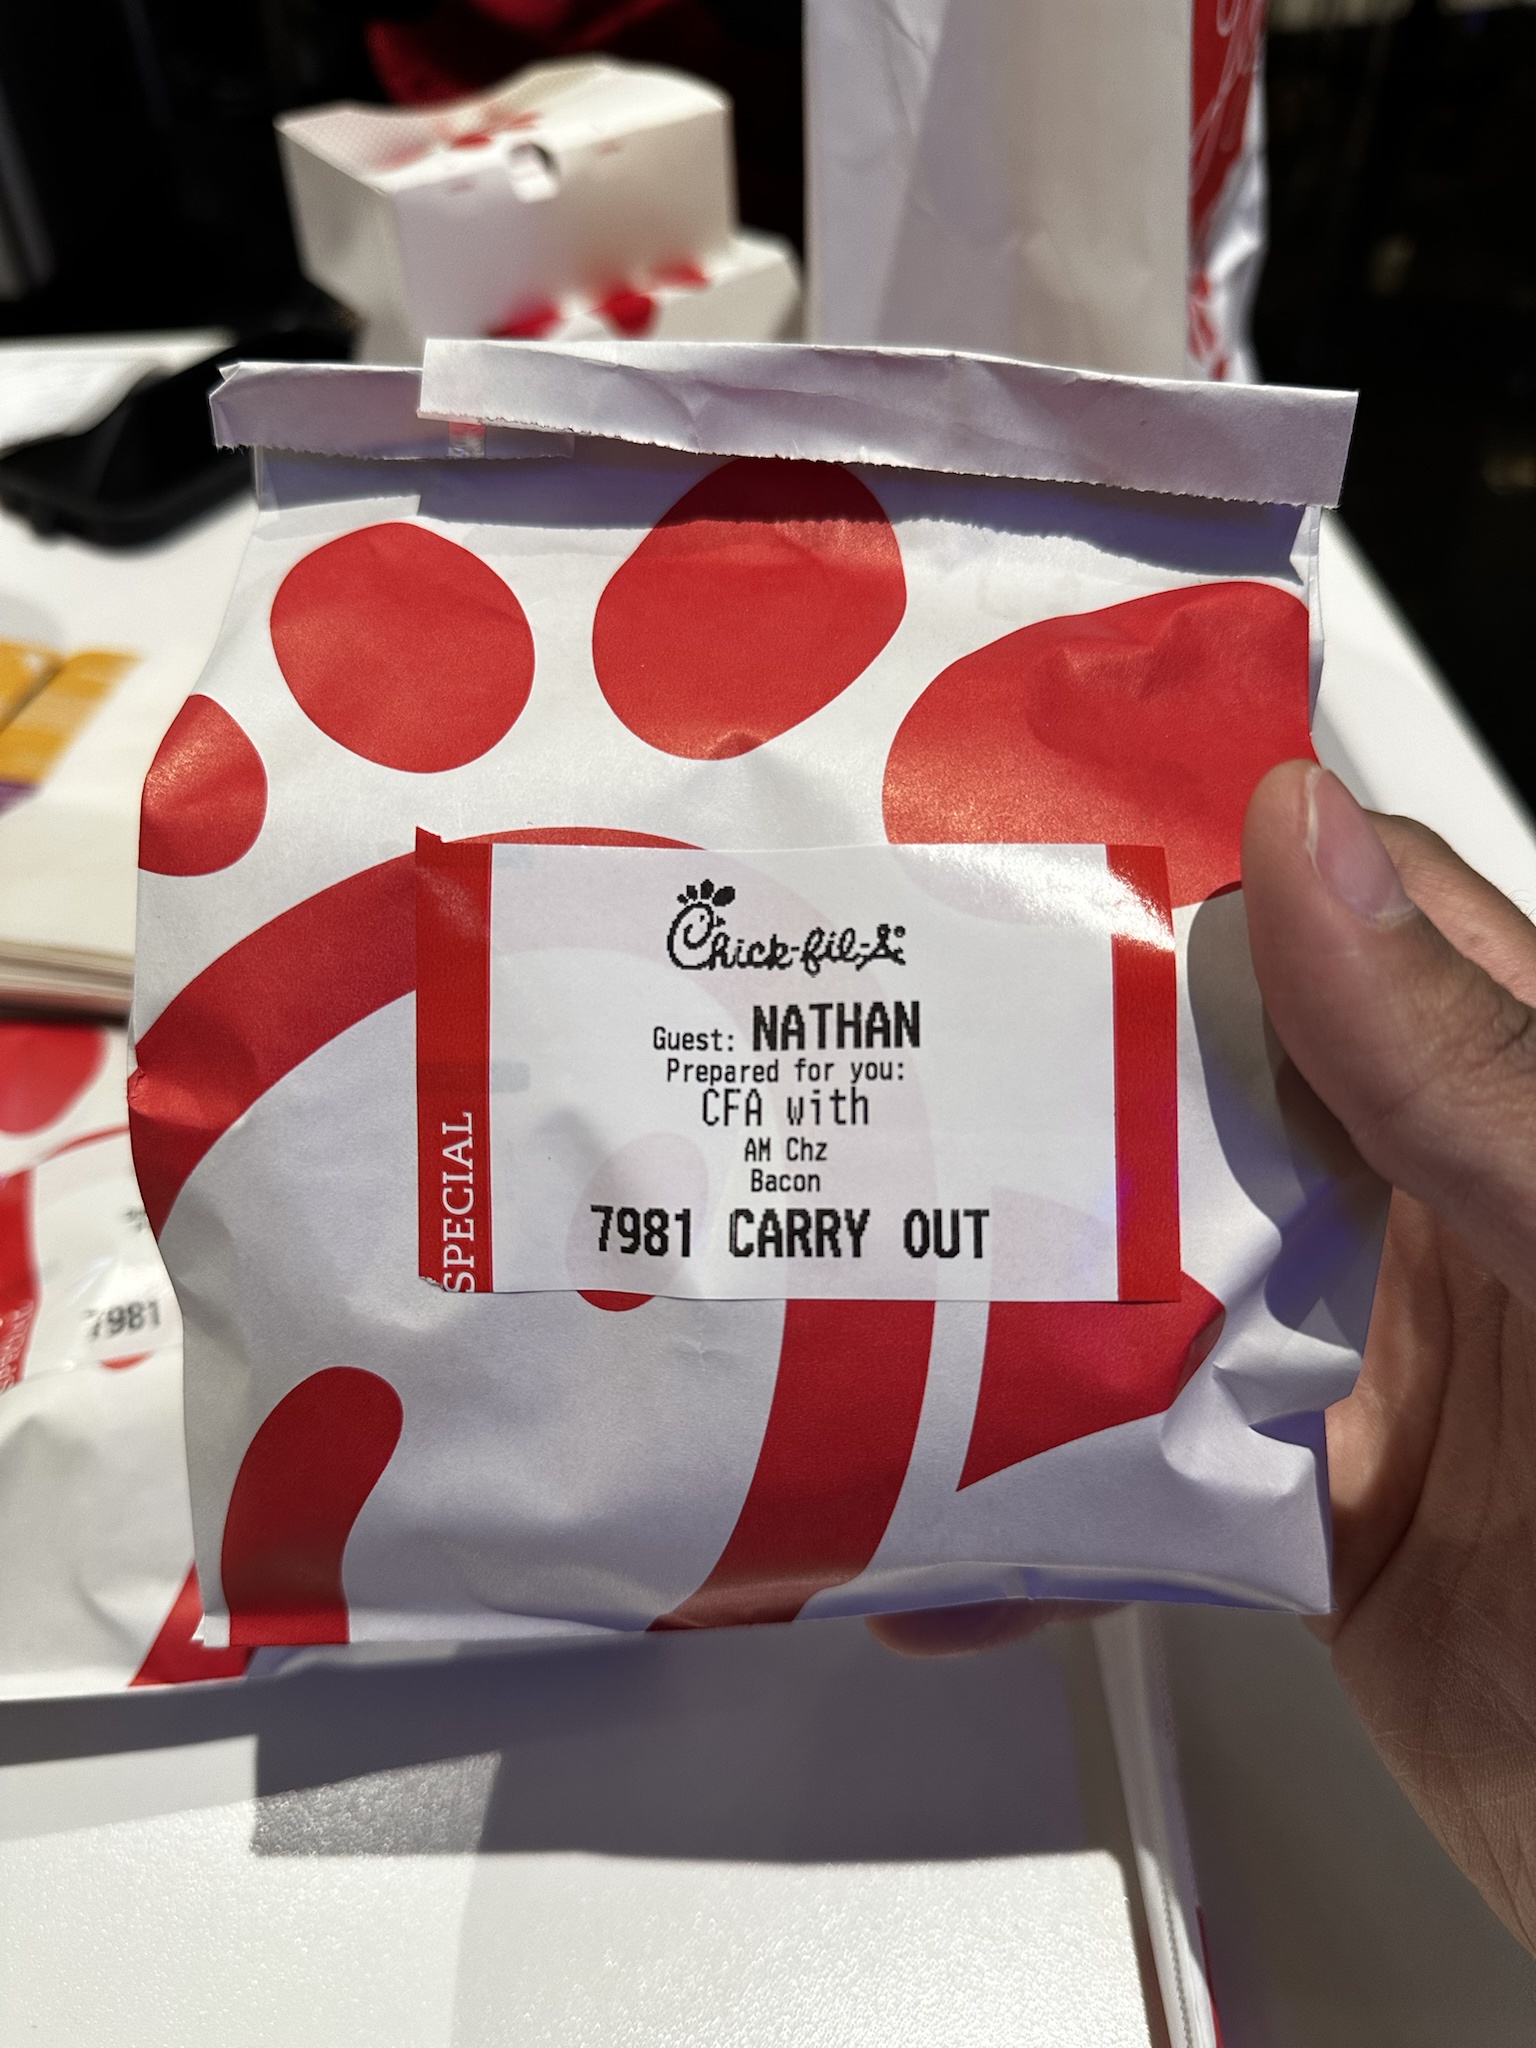 Chick-fil-A
Guest: NATHAN
Prepared for you:
CFA with
AM Chz
Bacon
7981 CARRY OUT
SPECIAL
7981